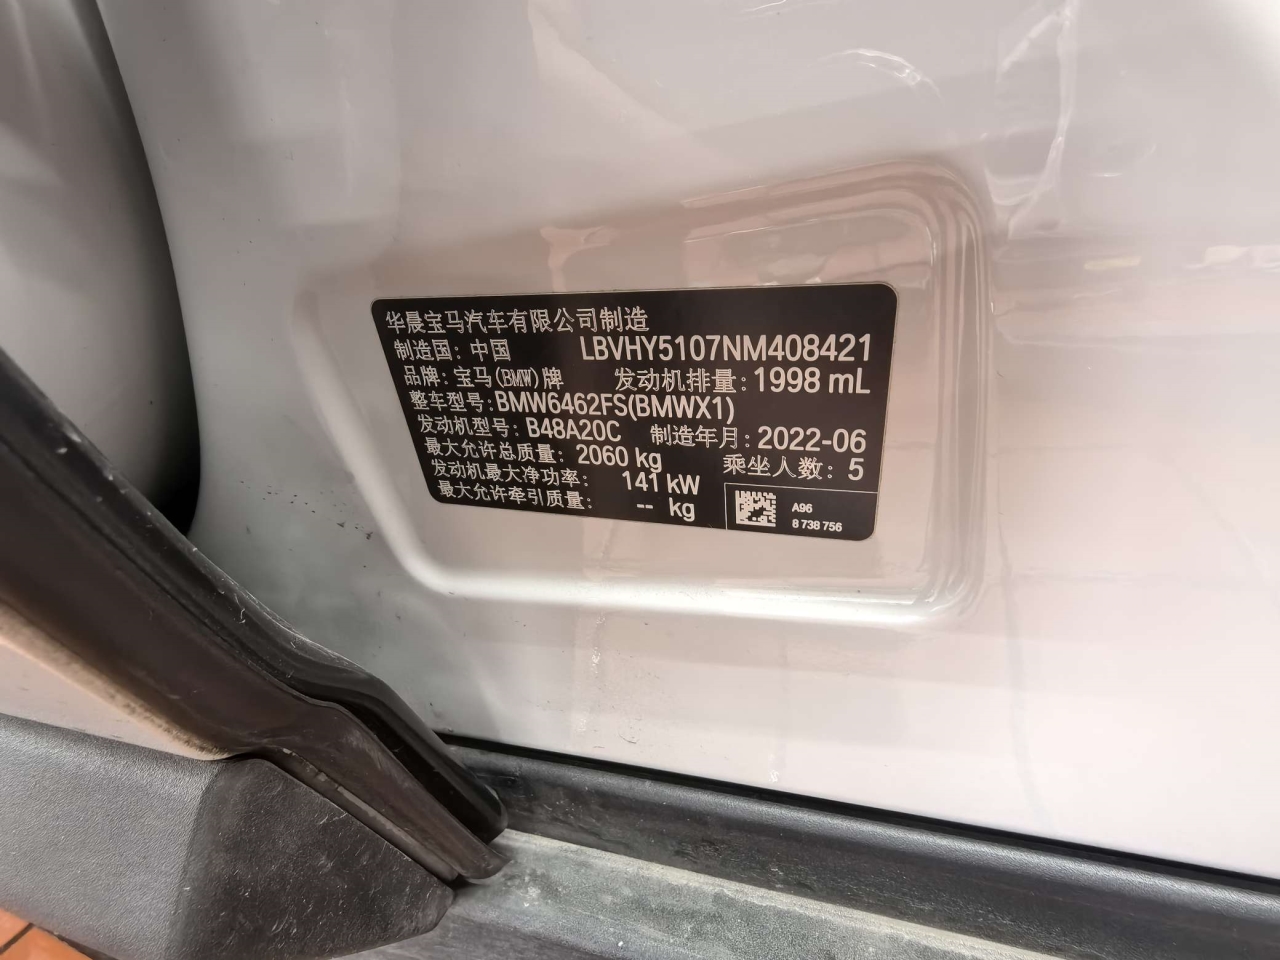 华晨宝马汽车有限公司制造
制造国: 中国 LBVHY5107NM408421
品牌: 宝马(BMW)牌 发动机排量: 1998 mL
整车型号: BMW6462FS(BMWX1)
发动机型号: B48A20C 制造年月: 2022-06
最大允许总质量: 2060 kg 乘坐人数: 5
发动机最大净功率: 141 kW
最大允许牵引质量: -- kg
A96
8 738 756